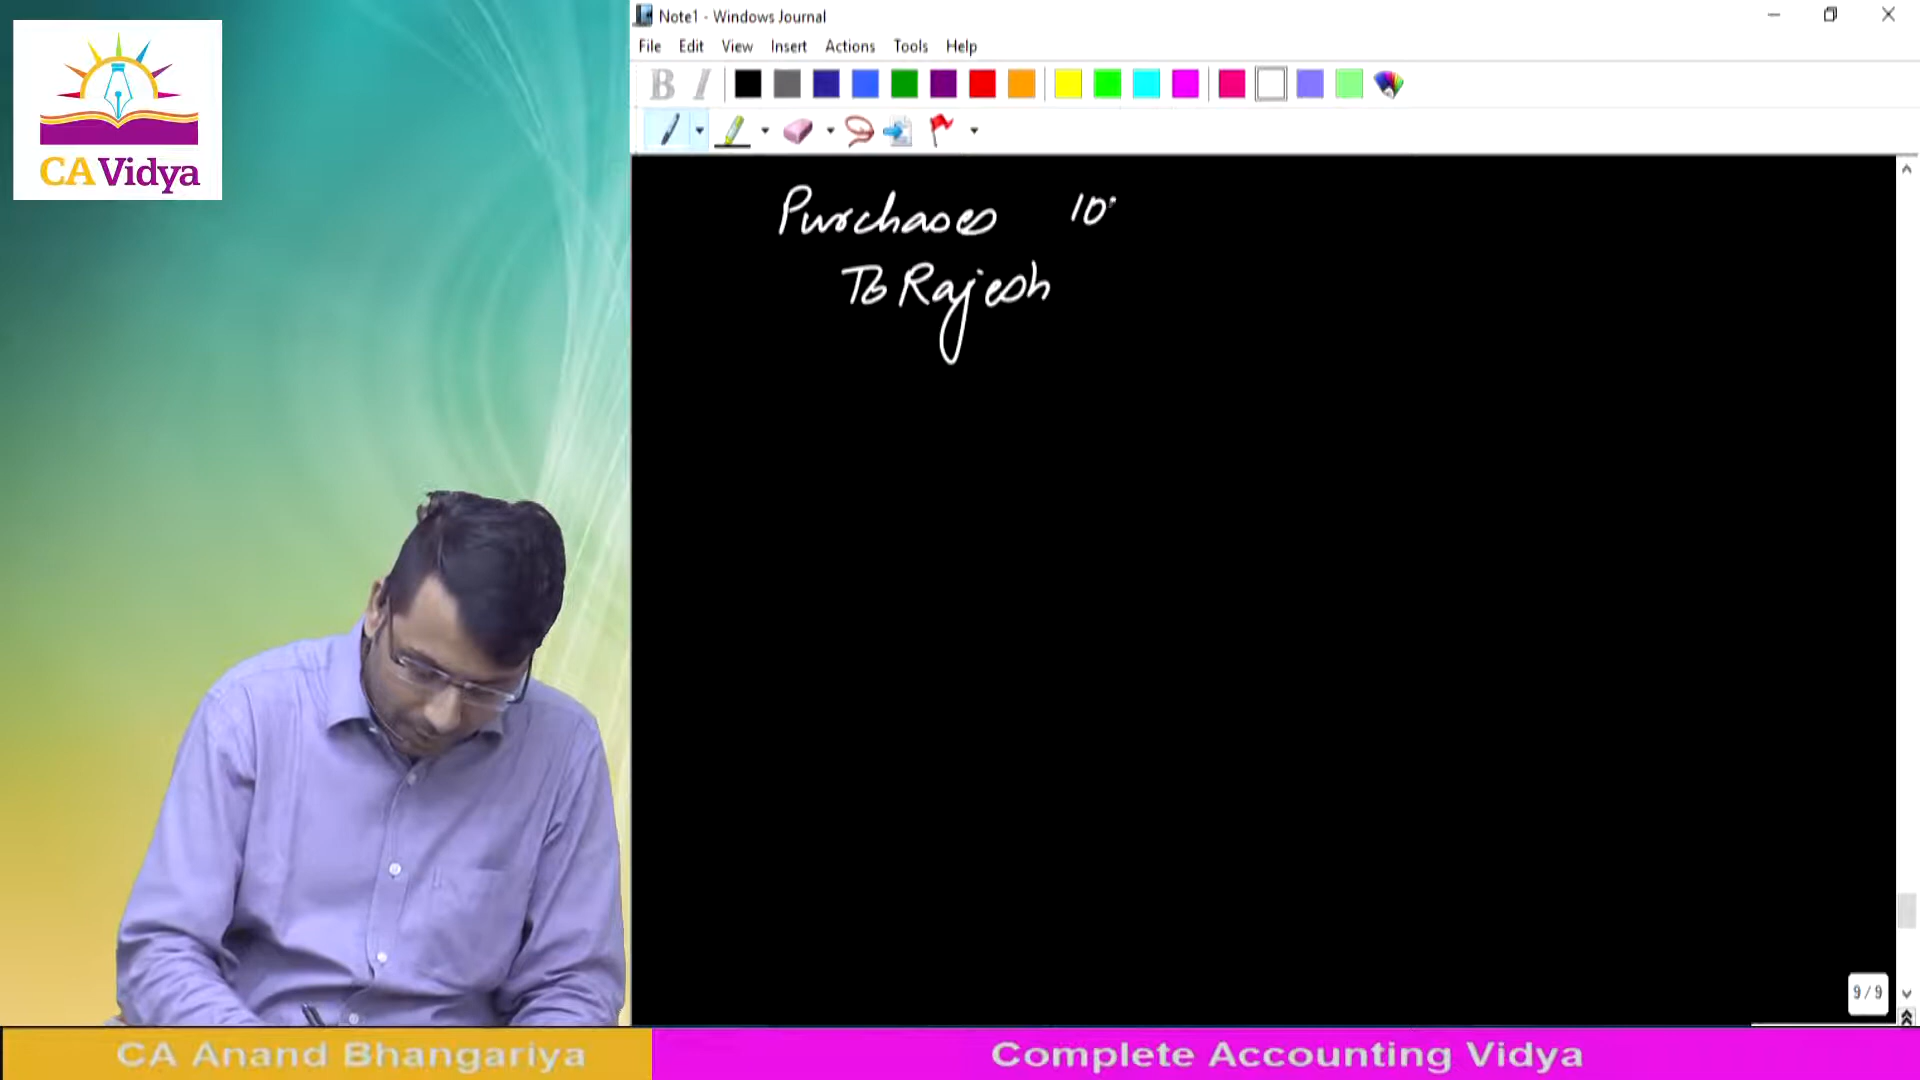 CA Vidya
Note1 - Windows Journal
File Edit View Insert Actions Tools Help
B I
Purchases 10
To Rajesh
9 / 9
CA Anand Bhangariya
Complete Accounting Vidya